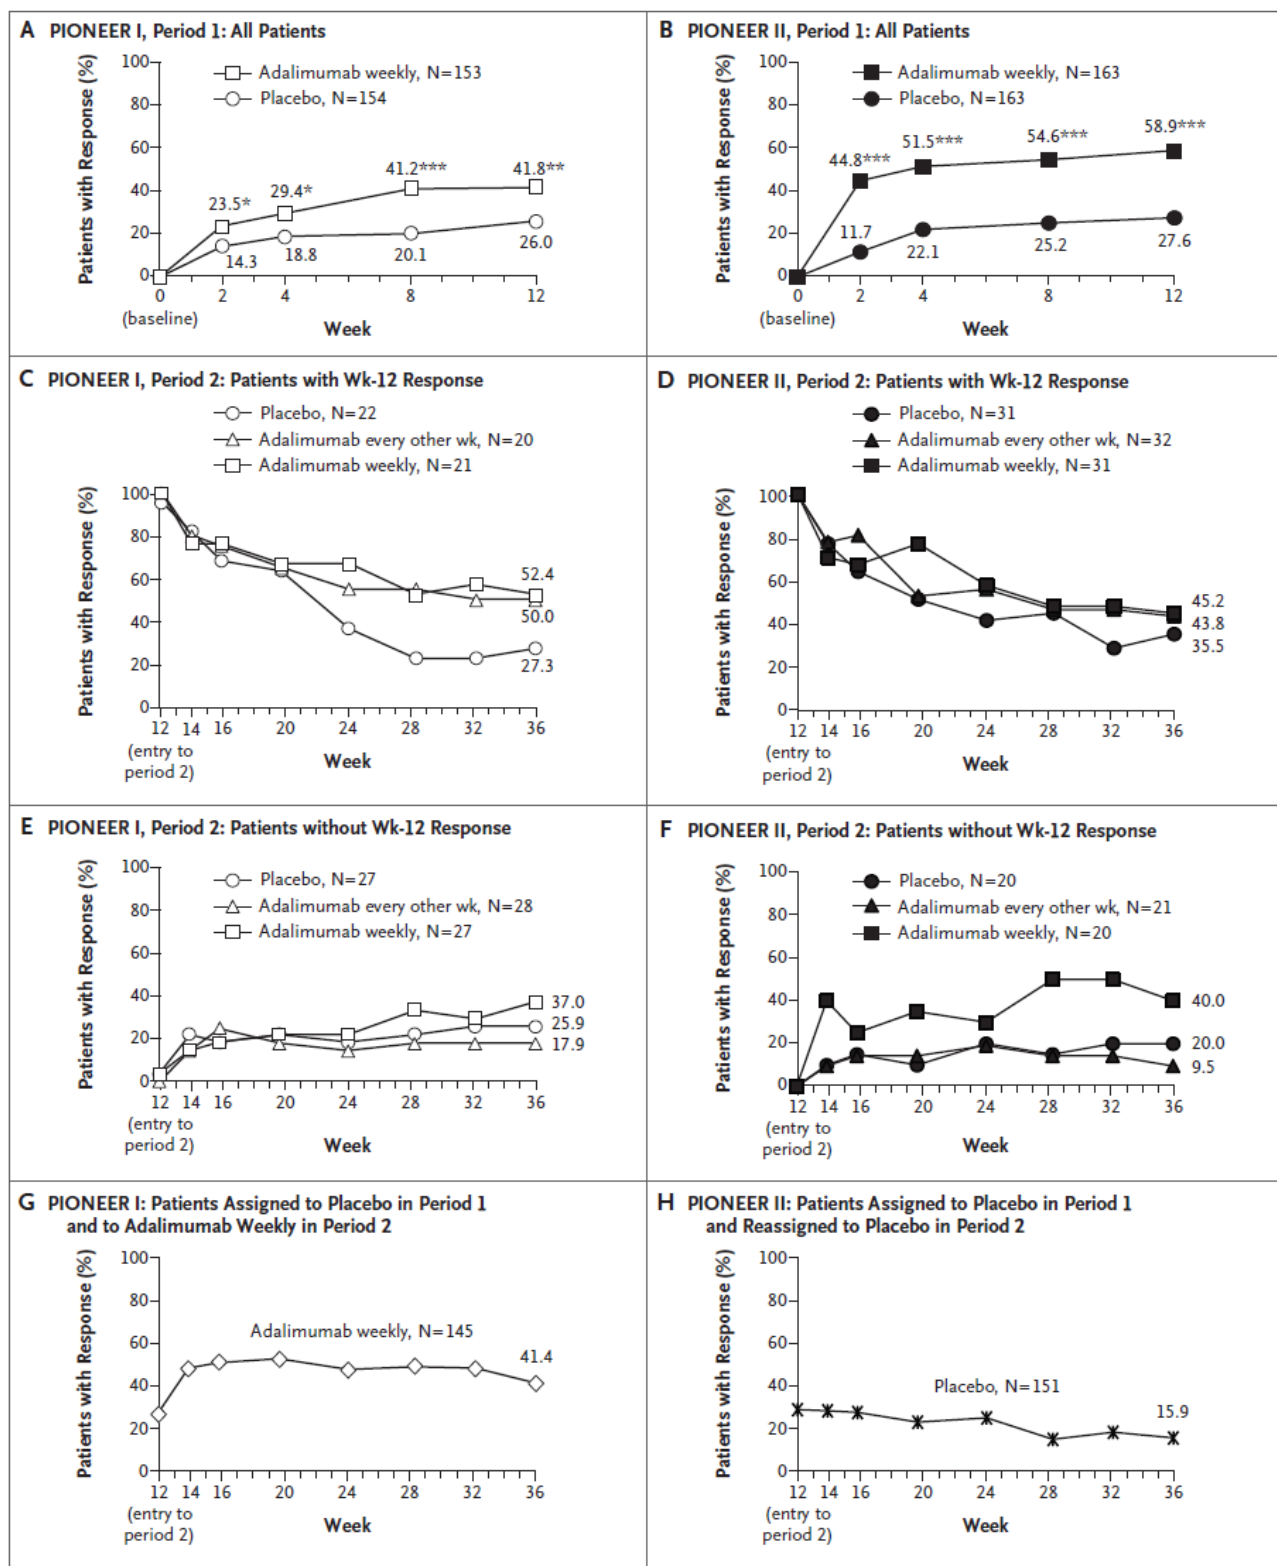 A PIONEER I, Period 1: All Patients
Patients with Response (%)
100
80
60
40
20
0
Adalimumab weekly, N=153
Placebo, N=154
23.5*
29.4*
41.2***
41.8**
14.3
18.8
20.1
26.0
0 2 4 8 12
(baseline)
Week
B PIONEER II, Period 1: All Patients
Patients with Response (%)
100
80
60
40
20
0
Adalimumab weekly, N=163
Placebo, N=163
44.8***
51.5***
54.6***
58.9***
11.7
22.1
25.2
27.6
0 2 4 8 12
(baseline)
Week
C PIONEER I, Period 2: Patients with Wk-12 Response
Placebo, N=22
Adalimumab every other wk, N=20
Adalimumab weekly, N=21
Patients with Response (%)
100
80
60
40
20
0
52.4
50.0
27.3
12 14 16 20 24 28 32 36
(entry to
period 2)
Week
D PIONEER II, Period 2: Patients with Wk-12 Response
Placebo, N=31
Adalimumab every other wk, N=32
Adalimumab weekly, N=31
Patients with Response (%)
100
80
60
40
20
0
45.2
43.8
35.5
12 14 16 20 24 28 32 36
(entry to
period 2)
Week
E PIONEER I, Period 2: Patients without Wk-12 Response
Patients with Response (%)
100
80
60
40
20
0
Placebo, N=27
Adalimumab every other wk, N=28
Adalimumab weekly, N=27
37.0
25.9
17.9
12 14 16 20 24 28 32 36
(entry to
period 2)
Week
F PIONEER II, Period 2: Patients without Wk-12 Response
Patients with Response (%)
100
80
60
40
20
0
Placebo, N=20
Adalimumab every other wk, N=21
Adalimumab weekly, N=20
40.0
20.0
9.5
12 14 16 20 24 28 32 36
(entry to
period 2)
Week
G PIONEER I: Patients Assigned to Placebo in Period 1
and to Adalimumab Weekly in Period 2
Patients with Response (%)
100
80
60
40
20
0
Adalimumab weekly, N=145
41.4
12 14 16 20 24 28 32 36
(entry to
period 2)
Week
H PIONEER II: Patients Assigned to Placebo in Period 1
and Reassigned to Placebo in Period 2
Patients with Response (%)
100
80
60
40
20
0
Placebo, N=151
15.9
12 14 16 20 24 28 32 36
(entry to
period 2)
Week